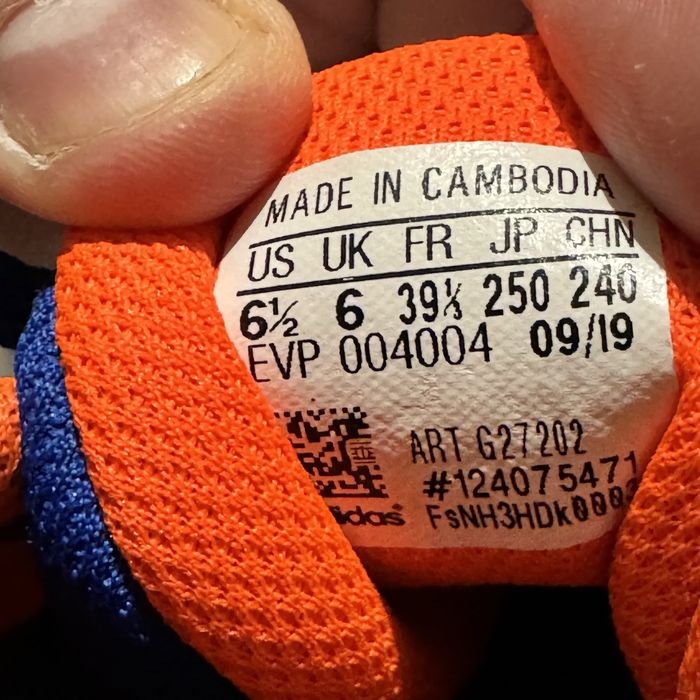 MADE IN CAMBODIA
US UK FR JP CHN
6½ 6 39⅓ 250 240
EVP 004004 09/19
ART G27202
#124075471
adidas FsNH3HDk000